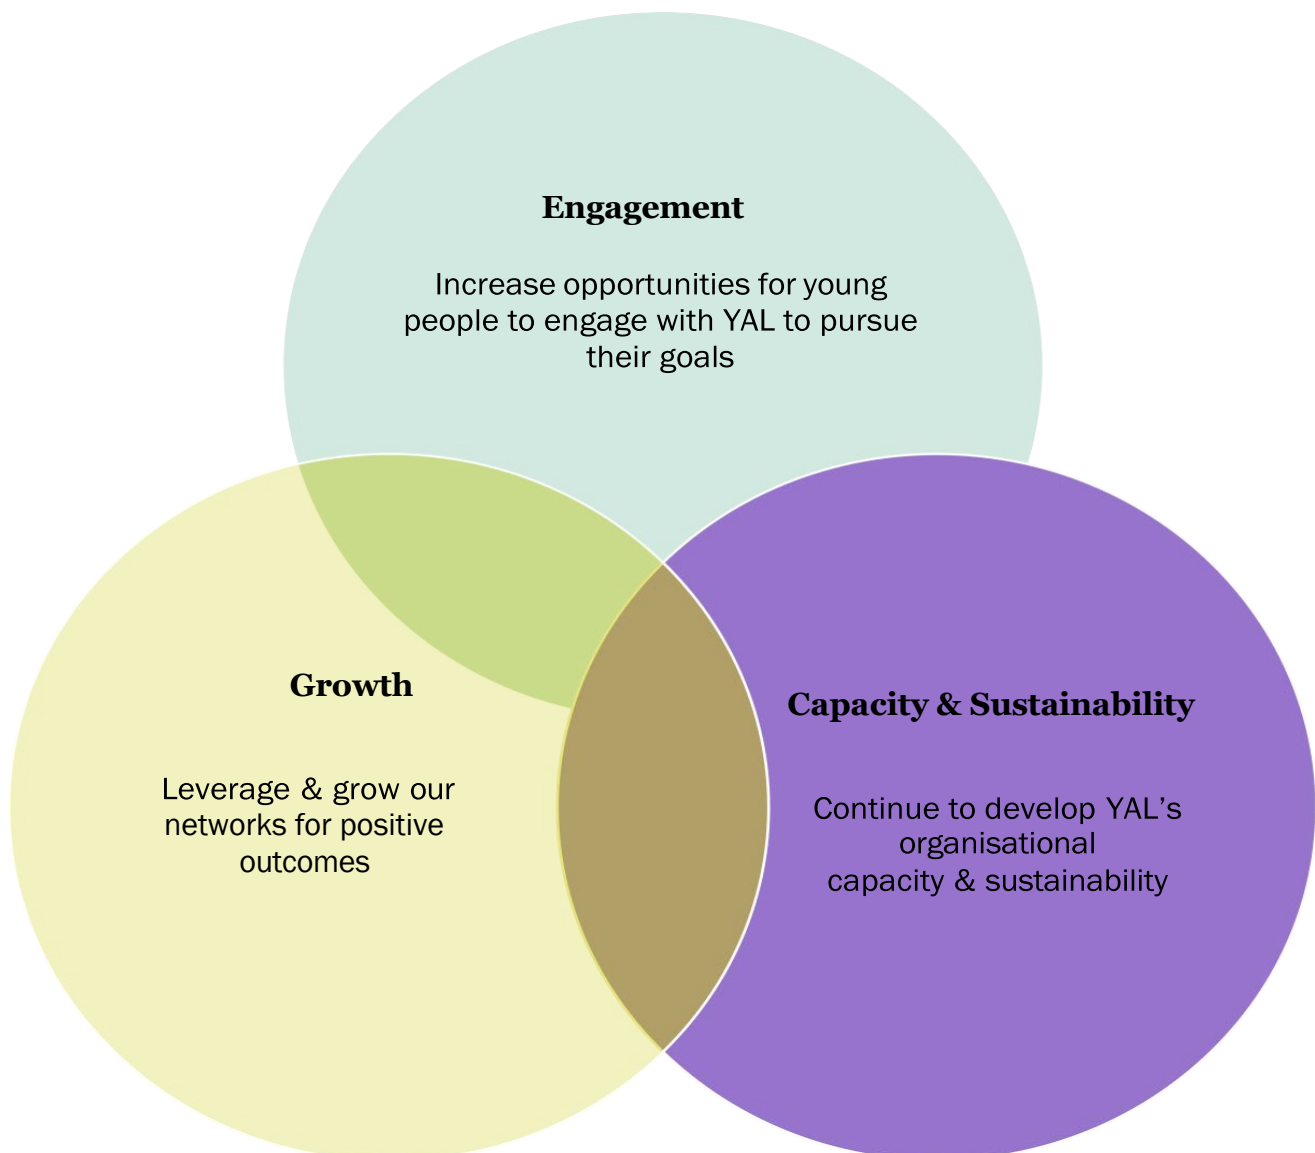 Engagement
Increase opportunities for young
people to engage with YAL to pursue
their goals
Growth
Leverage & grow our
networks for positive
outcomes
Capacity & Sustainability
Continue to develop YAL’s
organisational
capacity & sustainability